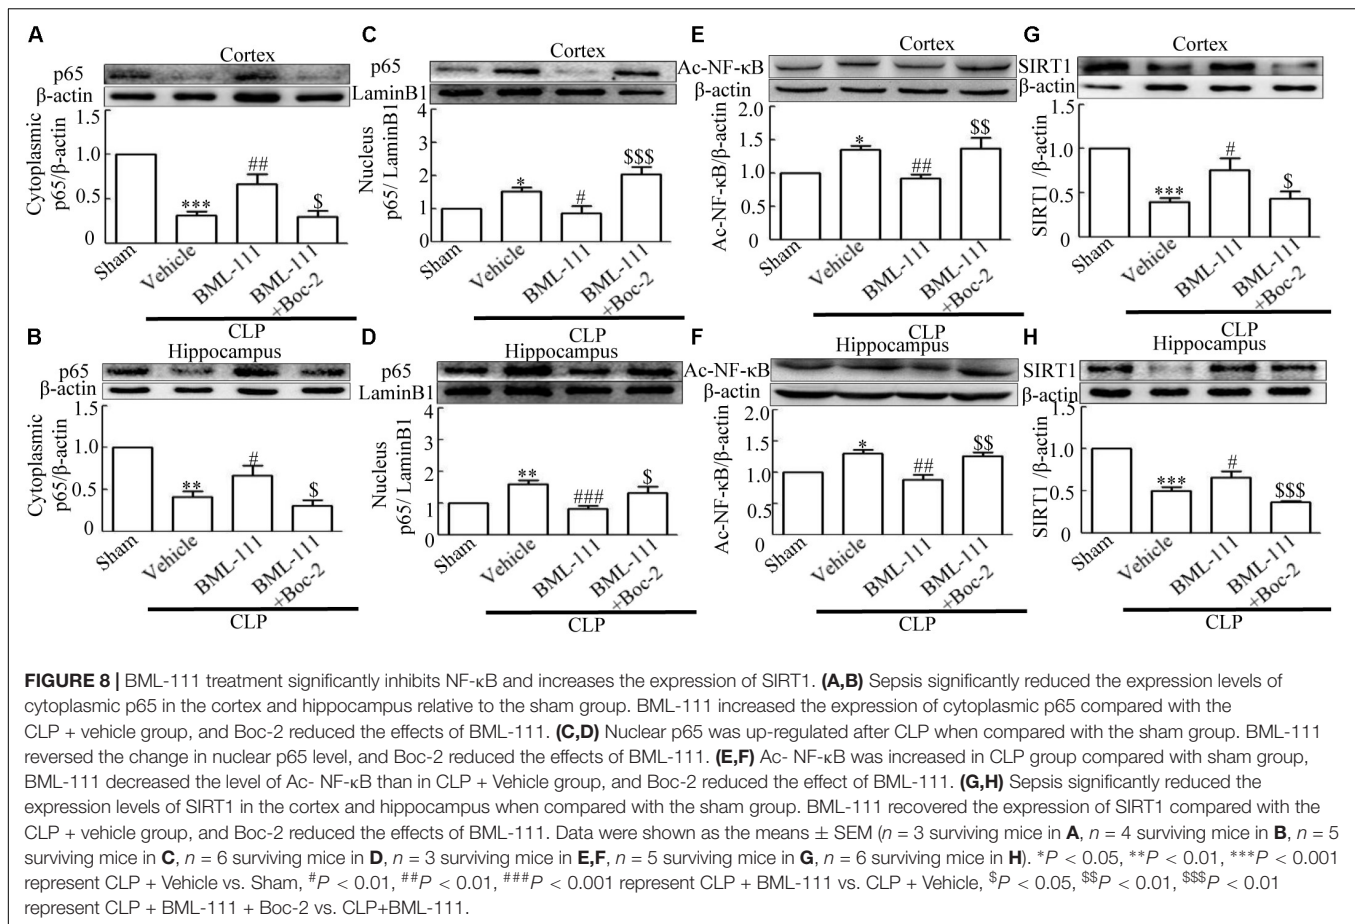 A
Cortex
p65
β-actin
Cytoplasmic
p65/β-actin
1.5
1.0
0.5
0
***
##
$
Sham
Vehicle
BML-111
BML-111
+Boc-2
CLP
C
Cortex
p65
LaminB1
Nucleus
p65/ LaminB1
4
3
2
1
0
*
#
$$$
Sham
Vehicle
BML-111
BML-111
+Boc-2
CLP
E
Cortex
Ac-NF-κB
β-actin
Ac-NF-κB/β-actin
2.0
1.5
1.0
0.5
0
*
##
$$
Sham
Vehicle
BML-111
BML-111
+Boc-2
CLP
G
Cortex
SIRT1
β-actin
SIRT1 /β-actin
1.5
1.0
0.5
0
***
#
$
Sham
Vehicle
BML-111
BML-111
+Boc-2
CLP
B
Hippocampus
p65
β-actin
Cytoplasmic
p65/β-actin
1.5
1.0
0.5
0
**
#
$
Sham
Vehicle
BML-111
BML-111
+Boc-2
CLP
D
Hippocampus
p65
LaminB1
Nucleus
p65/ LaminB1
4
3
2
1
0
**
###
$
Sham
Vehicle
BML-111
BML-111
+Boc-2
CLP
F
Hippocampus
Ac-NF-κB
β-actin
Ac-NF-κB/β-actin
2.0
1.5
1.0
0.5
0
*
##
$$
Sham
Vehicle
BML-111
BML-111
+Boc-2
CLP
H
Hippocampus
SIRT1
β-actin
SIRT1 /β-actin
1.5
1.0
0.5
0
***
#
$$$
Sham
Vehicle
BML-111
BML-111
+Boc-2
CLP
FIGURE 8 | BML-111 treatment significantly inhibits NF-κB and increases the expression of SIRT1. (A,B) Sepsis significantly reduced the expression levels of
cytoplasmic p65 in the cortex and hippocampus relative to the sham group. BML-111 increased the expression of cytoplasmic p65 compared with the
CLP + vehicle group, and Boc-2 reduced the effects of BML-111. (C,D) Nuclear p65 was up-regulated after CLP when compared with the sham group. BML-111
reversed the change in nuclear p65 level, and Boc-2 reduced the effects of BML-111. (E,F) Ac- NF-κB was increased in CLP group compared with sham group,
BML-111 decreased the level of Ac- NF-κB than in CLP + Vehicle group, and Boc-2 reduced the effect of BML-111. (G,H) Sepsis significantly reduced the
expression levels of SIRT1 in the cortex and hippocampus when compared with the sham group. BML-111 recovered the expression of SIRT1 compared with the
CLP + vehicle group, and Boc-2 reduced the effects of BML-111. Data were shown as the means ± SEM (n = 3 surviving mice in A, n = 4 surviving mice in B, n = 5
surviving mice in C, n = 6 surviving mice in D, n = 3 surviving mice in E,F, n = 5 surviving mice in G, n = 6 surviving mice in H). *P < 0.05, **P < 0.01, ***P < 0.001
represent CLP + Vehicle vs. Sham, #P < 0.01, ##P < 0.01, ###P < 0.001 represent CLP + BML-111 vs. CLP + Vehicle, $P < 0.05, $$P < 0.01, $$$P < 0.01
represent CLP + BML-111 + Boc-2 vs. CLP+BML-111.